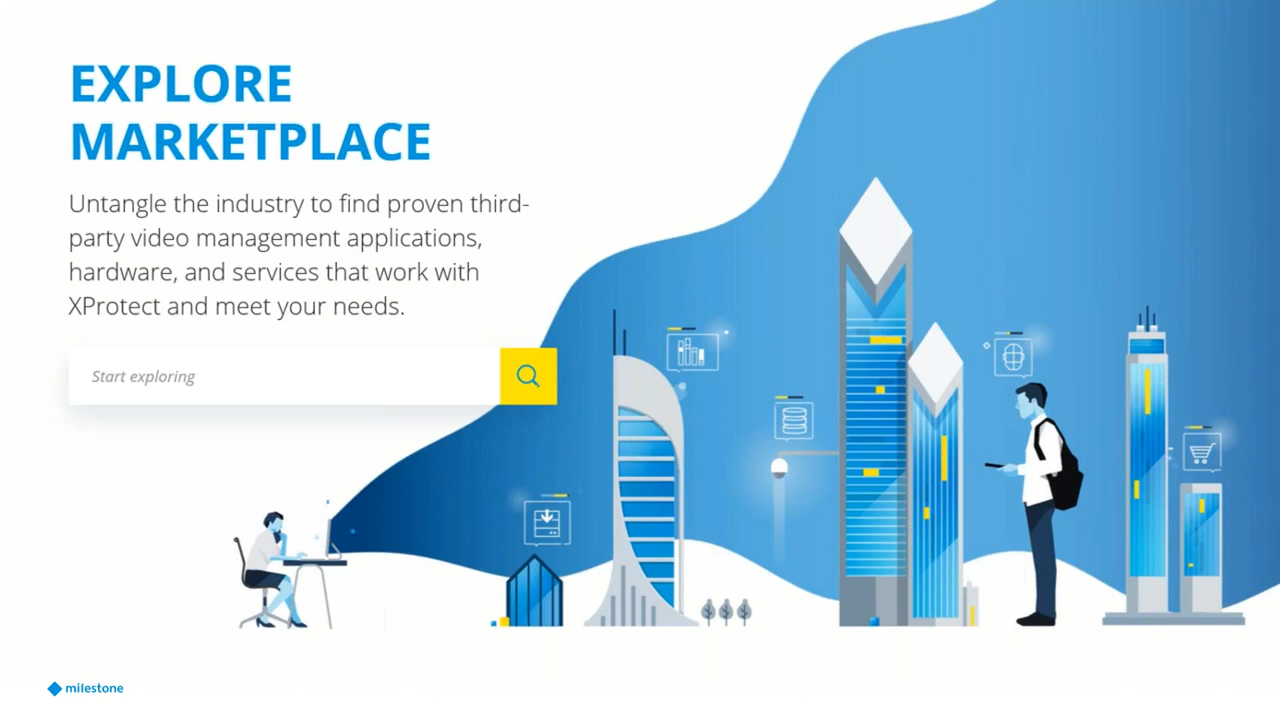 EXPLORE
MARKETPLACE
Untangle the industry to find proven third-
party video management applications,
hardware, and services that work with
XProtect and meet your needs.
Start exploring
milestone